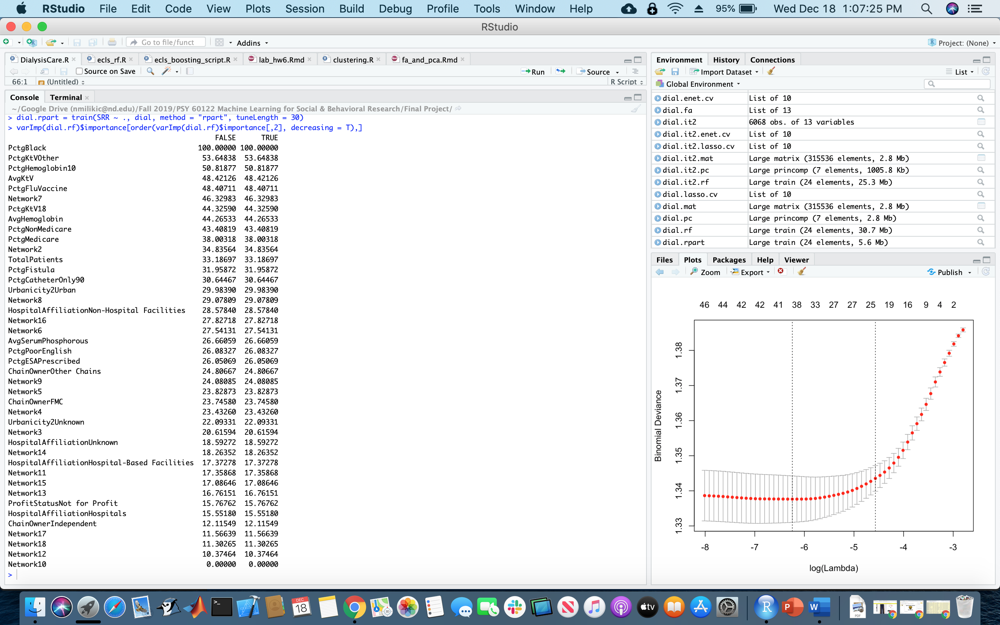 RStudio File Edit Code View Plots Session Build Debug Profile Tools Window Help 95% Wed Dec 18 1:07:25 PM
RStudio
Go to file/funct Addins Project: (None)
DialysisCare.R ecls_rf.R ecls_boosting_script.R lab_hw6.Rmd clustering.R fa_and_pca.Rmd
Source on Save Run Source
66:1 (Untitled) R Script
Console Terminal
~/Google Drive (nmilikic@nd.edu)/Fall 2019/PSY 60122 Machine Learning for Social & Behavioral Research/Final Project/
> dial.rpart = train(SRR ~ ., dial, method = "rpart", tuneLength = 30)
> varImp(dial.rf)$importance[order(varImp(dial.rf)$importance[,2], decreasing = T),]
FALSE TRUE
PctgBlack 100.00000 100.00000
PctgKtVOther 53.64838 53.64838
PctgHemoglobin10 50.81877 50.81877
AvgKtV 48.42126 48.42126
PctgFluVaccine 48.40711 48.40711
Network7 46.32983 46.32983
PctgKtV18 44.32590 44.32590
AvgHemoglobin 44.26533 44.26533
PctgNonMedicare 43.40819 43.40819
PctgMedicare 38.00318 38.00318
Network2 34.83564 34.83564
TotalPatients 33.18697 33.18697
PctgFistula 31.95872 31.95872
PctgCatheterOnly90 30.64467 30.64467
Urbanicity2Urban 29.98390 29.98390
Network8 29.07809 29.07809
HospitalAffiliationNon-Hospital Facilities 28.57840 28.57840
Network16 27.82718 27.82718
Network6 27.54131 27.54131
AvgSerumPhosphorous 26.66059 26.66059
PctgPoorEnglish 26.08327 26.08327
PctgESAPrescribed 26.05069 26.05069
ChainOwnerOther Chains 24.80667 24.80667
Network9 24.08085 24.08085
Network5 23.82873 23.82873
ChainOwnerFMC 23.74580 23.74580
Network4 23.43260 23.43260
Urbanicity2Unknown 22.09331 22.09331
Network3 20.61594 20.61594
HospitalAffiliationUnknown 18.59272 18.59272
Network14 18.26352 18.26352
HospitalAffiliationHospital-Based Facilities 17.37278 17.37278
Network11 17.35868 17.35868
Network15 17.08646 17.08646
Network13 16.76151 16.76151
ProfitStatusNot for Profit 15.76762 15.76762
HospitalAffiliationHospitals 15.55180 15.55180
ChainOwnerIndependent 12.11549 12.11549
Network17 11.56639 11.56639
Network18 11.30265 11.30265
Network12 10.37464 10.37464
Network10 0.00000 0.00000
>
Environment History Connections
Import Dataset List
Global Environment
dial.enet.cv List of 10
dial.fa List of 13
dial.it2 6068 obs. of 13 variables
dial.it2.enet.cv List of 10
dial.it2.lasso.cv List of 10
dial.it2.mat Large matrix (315536 elements, 2.8 Mb)
dial.it2.pc Large princomp (7 elements, 1005.8 Kb)
dial.it2.rf Large train (24 elements, 25.3 Mb)
dial.lasso.cv List of 10
dial.mat Large matrix (315536 elements, 2.8 Mb)
dial.pc Large princomp (7 elements, 2.8 Mb)
dial.rf Large train (24 elements, 30.7 Mb)
dial.rpart Large train (24 elements, 5.6 Mb)
Files Plots Packages Help Viewer
Zoom Export Publish
46 44 42 42 41 38 33 27 27 25 19 16 9 4 2
1.38
1.37
1.36
1.35
1.34
1.33
Binomial Deviance
-8 -7 -6 -5 -4 -3
log(Lambda)
DEC
18
3D
tv
R
P
W
PDF